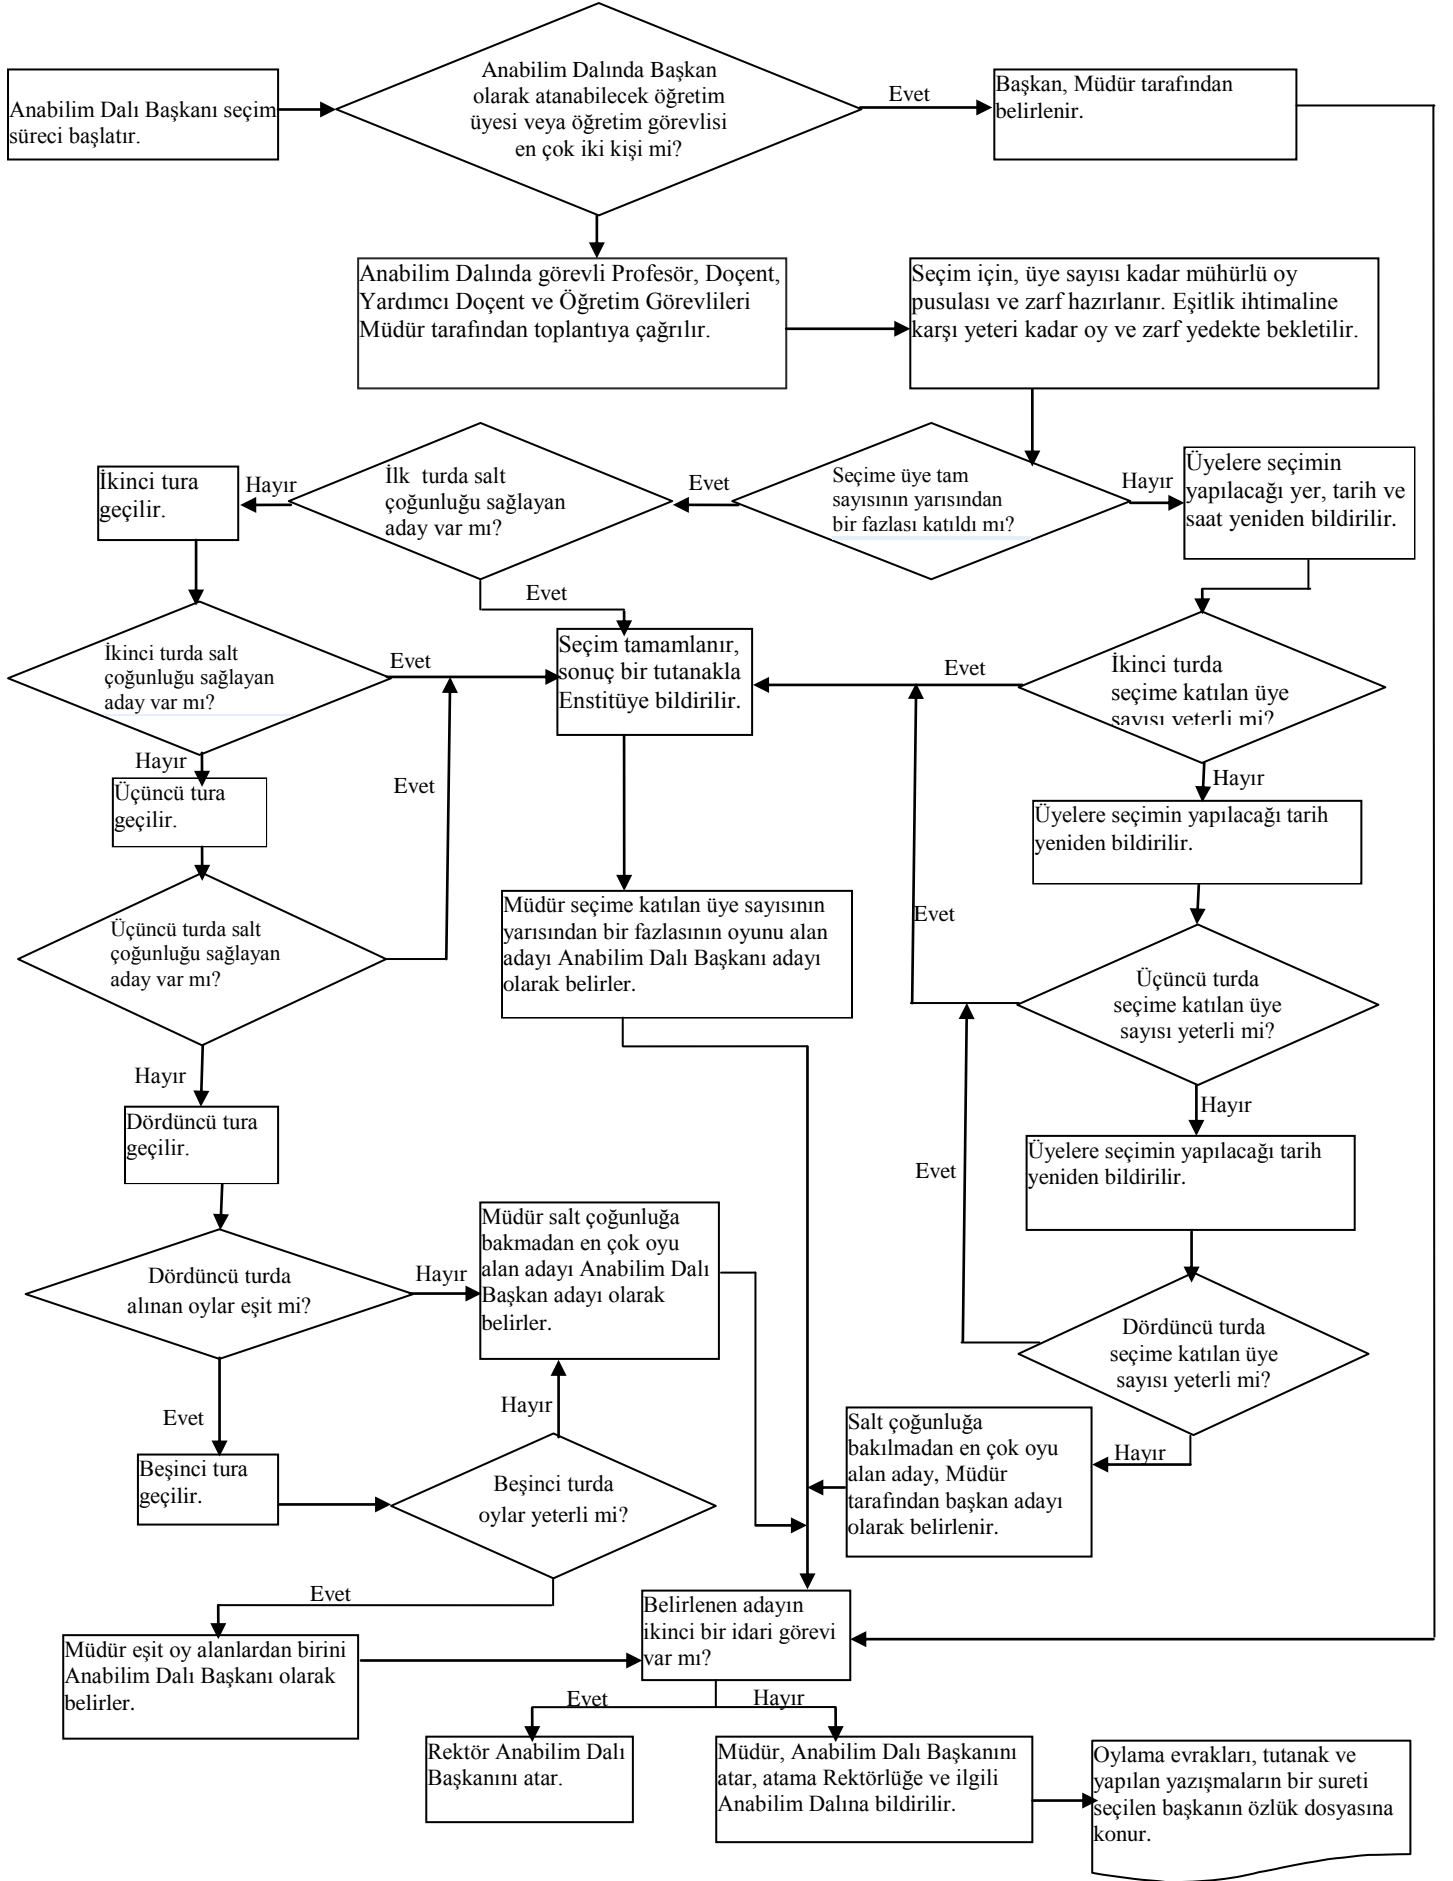 Anabilim Dalı Başkanı seçim
süreci başlatır.
Anabilim Dalında Başkan
olarak atanabilecek öğretim
üyesi veya öğretim görevlisi
en çok iki kişi mi?
Evet
Başkan, Müdür tarafından
belirlenir.
Anabilim Dalında görevli Profesör, Doçent,
Yardımcı Doçent ve Öğretim Görevlileri
Müdür tarafından toplantıya çağrılır.
Seçim için, üye sayısı kadar mühürlü oy
pusulası ve zarf hazırlanır. Eşitlik ihtimaline
karşı yeteri kadar oy ve zarf yedekte bekletilir.
İkinci tura
geçilir.
Hayır
İlk turda salt
çoğunluğu sağlayan
aday var mı?
Evet
Seçime üye tam
sayısının yarısından
bir fazlası katıldı mı?
Hayır
Üyelere seçimin
yapılacağı yer, tarih ve
saat yeniden bildirilir.
Evet
İkinci turda salt
çoğunluğu sağlayan
aday var mı?
Evet
Seçim tamamlanır,
sonuç bir tutanakla
Enstitüye bildirilir.
Evet
İkinci turda
seçime katılan üye
sayısı yeterli mi?
Hayır
Üçüncü tura
geçilir.
Evet
Hayır
Üyelere seçimin yapılacağı tarih
yeniden bildirilir.
Üçüncü turda salt
çoğunluğu sağlayan
aday var mı?
Müdür seçime katılan üye sayısının
yarısından bir fazlasının oyunu alan
adayı Anabilim Dalı Başkanı adayı
olarak belirler.
Evet
Üçüncü turda
seçime katılan üye
sayısı yeterli mi?
Hayır
Hayır
Dördüncü tura
geçilir.
Evet
Üyelere seçimin yapılacağı tarih
yeniden bildirilir.
Dördüncü turda
alınan oylar eşit mi?
Hayır
Müdür salt çoğunluğa
bakmadan en çok oyu
alan adayı Anabilim Dalı
Başkan adayı olarak
belirler.
Dördüncü turda
seçime katılan üye
sayısı yeterli mi?
Evet
Hayır
Hayır
Beşinci tura
geçilir.
Beşinci turda
oylar yeterli mi?
Salt çoğunluğa
bakılmadan en çok oyu
alan aday, Müdür
tarafından başkan adayı
olarak belirlenir.
Evet
Müdür eşit oy alanlardan birini
Anabilim Dalı Başkanı olarak
belirler.
Belirlenen adayın
ikinci bir idari görevi
var mı?
Evet
Hayır
Rektör Anabilim Dalı
Başkanını atar.
Müdür, Anabilim Dalı Başkanını
atar, atama Rektörlüğe ve ilgili
Anabilim Dalına bildirilir.
Oylama evrakları, tutanak ve
yapılan yazışmaların bir sureti
seçilen başkanın özlük dosyasına
konur.